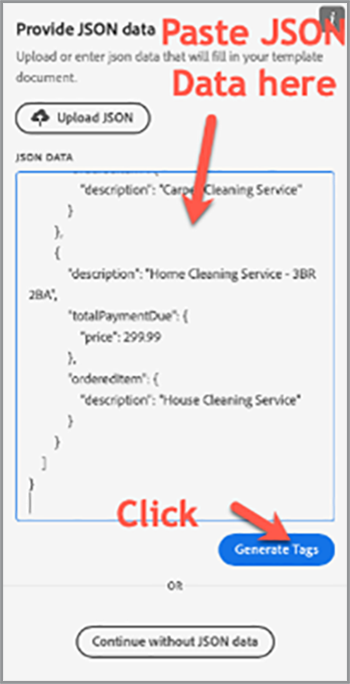 Provide JSON data
Paste JSON
Upload or enter json data that will fill in your template
document.
Data here
Upload JSON
JSON DATA
"description": "Carpet Cleaning Service"
}
},
{
"description": "Home Cleaning Service - 3BR
2BA",
"totalPaymentDue": {
"price": 299.99
},
"orderedItem": {
"description": "House Cleaning Service"
}
}
]
}
Click
Generate Tags
OR
Continue without JSON data